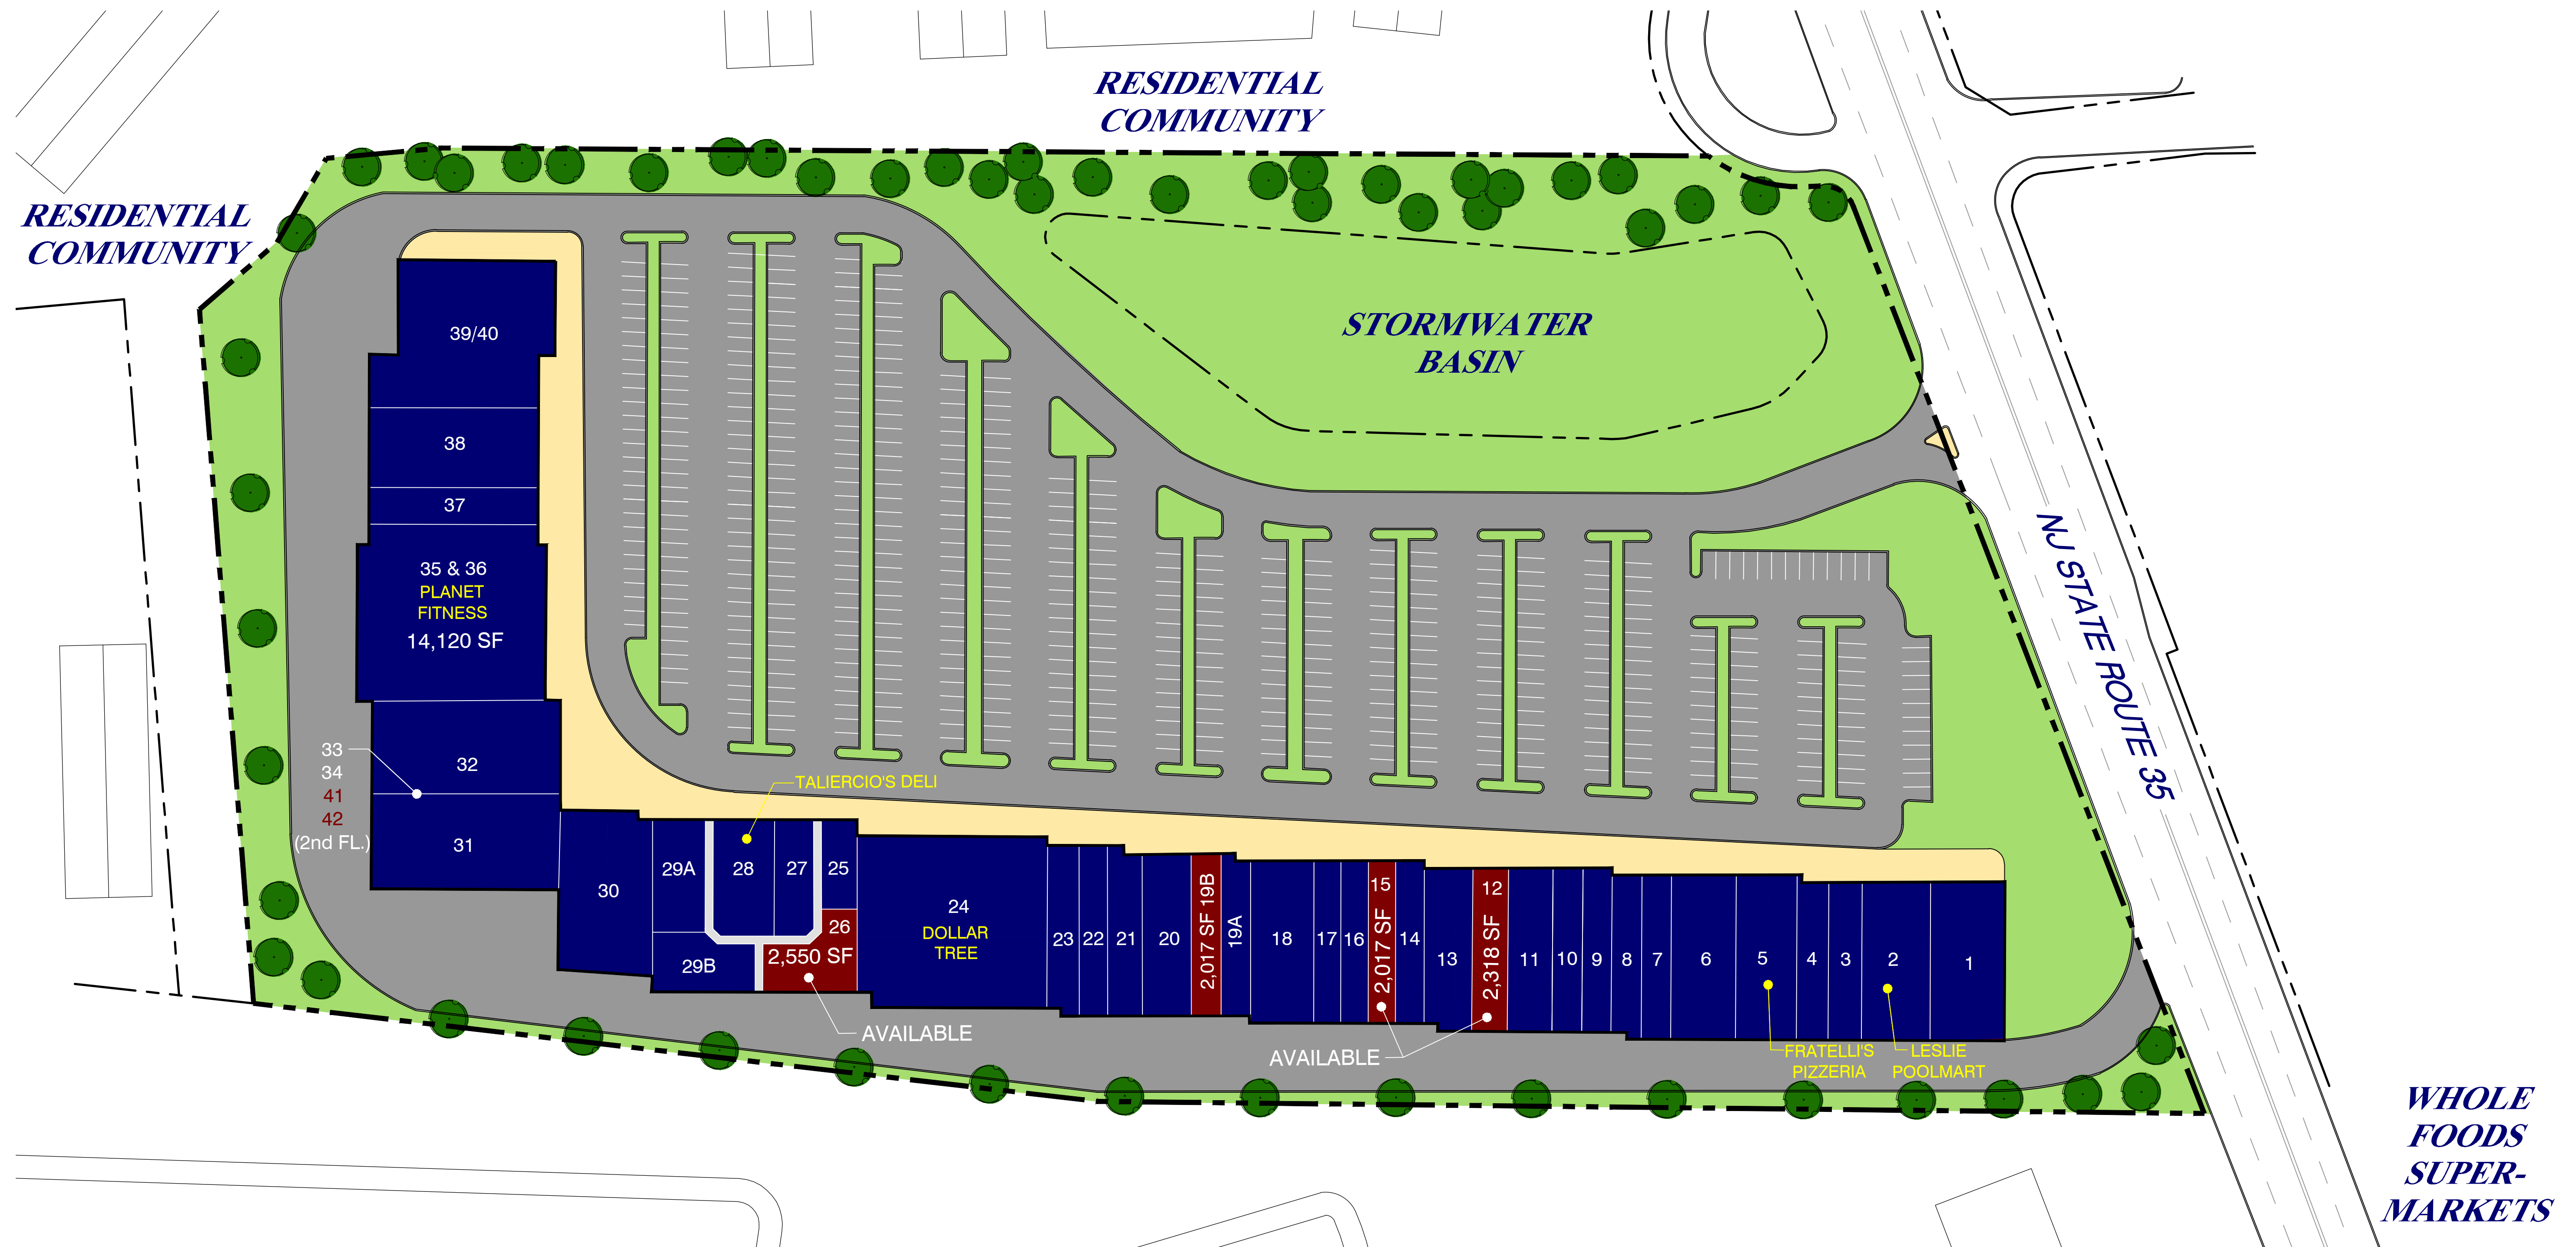 RESIDENTIAL
COMMUNITY
RESIDENTIAL
COMMUNITY
STORMWATER
BASIN
NJ STATE ROUTE 35
39/40
38
37
35 & 36
PLANET
FITNESS
14,120 SF
33
34
41
42
(2nd FL.)
32
31
30
29A
29B
TALIERCIO'S DELI
28
27
25
26
2,550 SF
AVAILABLE
24
DOLLAR
TREE
23
22
21
20
2,017 SF 19B
19A
18
17
16
15
2,017 SF
14
13
12
2,318 SF
AVAILABLE
11
10
9
8
7
6
5
4
3
2
1
FRATELLI'S
PIZZERIA
LESLIE
POOLMART
WHOLE
FOODS
SUPER-
MARKETS